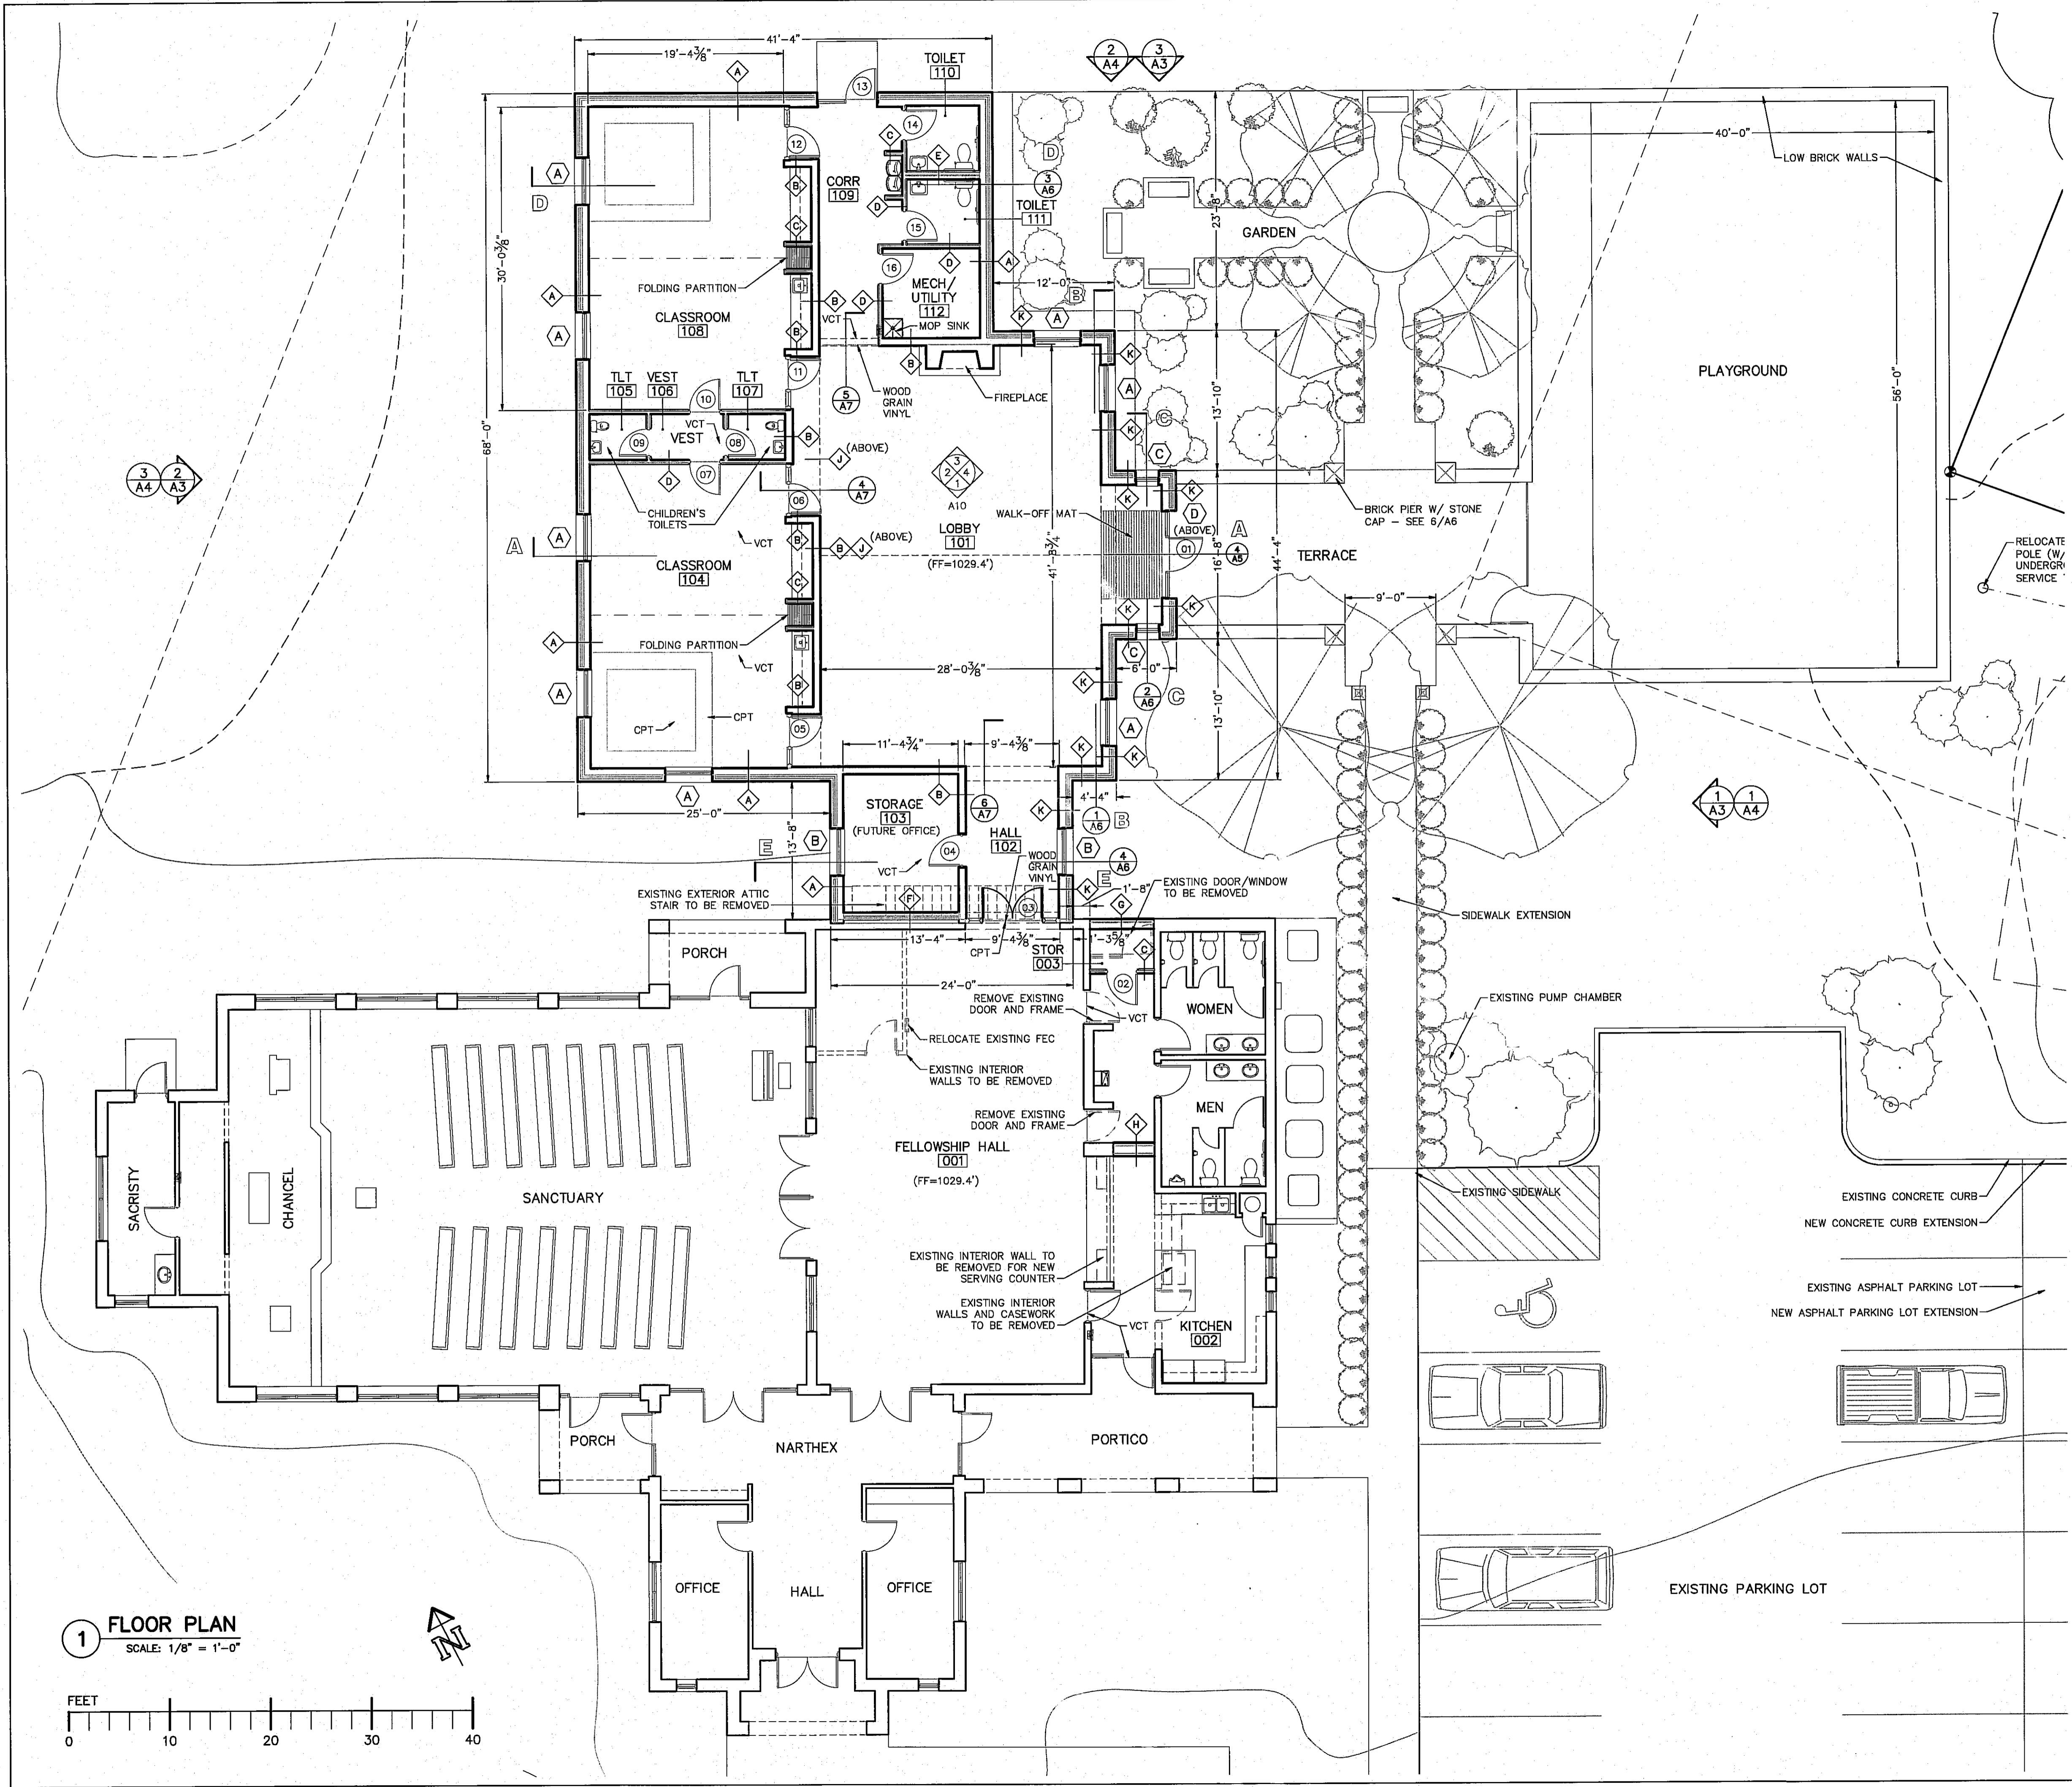 41'-4"
19'-4⅜"
2
A4
3
A3
TOILET
110
A
13
14
C
12
E
40'-0"
LOW BRICK WALLS
A
D
D
B
CORR
109
3
A6
TOILET
111
D
C
15
23'-8"
GARDEN
30'-0⅜"
FOLDING PARTITION
16
D
A
MECH/
UTILITY
112
12'-0"
B
A
CLASSROOM
108
B
D
VCT
MOP SINK
K
A
A
B
B
K
PLAYGROUND
56'-0"
11
TLT
105
VEST
106
TLT
107
10
5
A7
WOOD
GRAIN
VINYL
FIREPLACE
A
13'-10"
C
68'-0"
VCT
09
VEST
08
B
K
J
(ABOVE)
C
3
A4
2
A3
D
07
3
2
4
1
A10
4
A7
06
K
K
CHILDREN'S
TOILETS
WALK-OFF MAT
D
(ABOVE)
A
BRICK PIER W/ STONE
CAP - SEE 6/A6
LOBBY
101
(FF=1029.4')
A
A
VCT
B
B
J
(ABOVE)
01
4
A5
TERRACE
RELOCATE
POLE (W/
UNDERGR
SERVICE
CLASSROOM
104
C
41'-8¾"
16'-8"
44'-4"
9'-0"
K
K
A
FOLDING PARTITION
VCT
C
28'-0⅜"
6'-0"
K
A
B
2
A6
C
13'-10"
CPT
CPT
05
A
11'-4¾"
9'-4⅜"
K
K
A
A
B
6
A7
4'-4"
K
1
A3
1
A4
25'-0"
13'-8"
STORAGE
103
(FUTURE OFFICE)
1
A6
B
E
B
HALL
102
B
04
WOOD
GRAIN
VINYL
4
A6
VCT
E
EXISTING DOOR/WINDOW
TO BE REMOVED
A
EXISTING EXTERIOR ATTIC
STAIR TO BE REMOVED
F
03
K
1'-8"
G
SIDEWALK EXTENSION
PORCH
13'-4"
9'-4⅜"
1'-3⅝"
CPT
STOR
003
C
24'-0"
02
REMOVE EXISTING
DOOR AND FRAME
VCT
WOMEN
EXISTING PUMP CHAMBER
RELOCATE EXISTING FEC
EXISTING INTERIOR
WALLS TO BE REMOVED
REMOVE EXISTING
DOOR AND FRAME
MEN
H
FELLOWSHIP HALL
001
(FF=1029.4')
SACRISTY
CHANCEL
SANCTUARY
EXISTING SIDEWALK
EXISTING CONCRETE CURB
NEW CONCRETE CURB EXTENSION
EXISTING INTERIOR WALL TO
BE REMOVED FOR NEW
SERVING COUNTER
EXISTING INTERIOR
WALLS AND CASEWORK
TO BE REMOVED
VCT
KITCHEN
002
EXISTING ASPHALT PARKING LOT
NEW ASPHALT PARKING LOT EXTENSION
PORCH
NARTHEX
PORTICO
OFFICE
HALL
OFFICE
EXISTING PARKING LOT
1
FLOOR PLAN
SCALE: 1/8" = 1'-0"
N
FEET
0
10
20
30
40